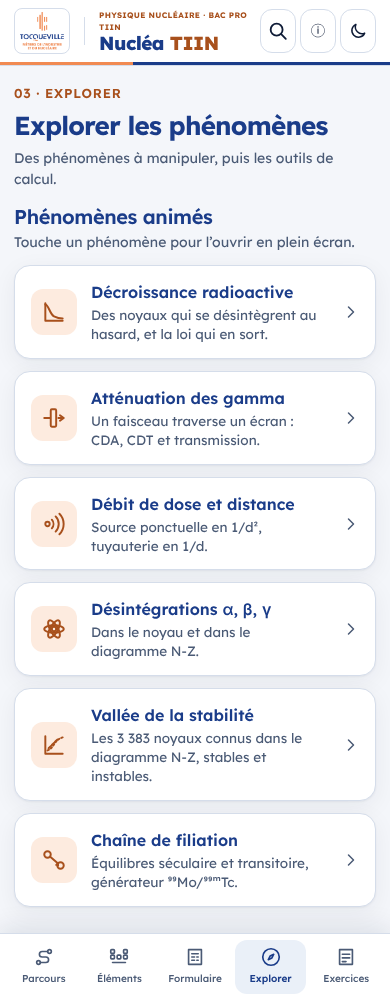 TOCQUEVILLE
PHYSIQUE NUCLÉAIRE · BAC PRO
TIIN
Nucléa TIIN
03 · EXPLORER
Explorer les phénomènes
Des phénomènes à manipuler, puis les outils de
calcul.
Phénomènes animés
Touche un phénomène pour l’ouvrir en plein écran.
Décroissance radioactive
Des noyaux qui se désintègrent au
hasard, et la loi qui en sort.
Atténuation des gamma
Un faisceau traverse un écran :
CDA, CDT et transmission.
Débit de dose et distance
Source ponctuelle en 1/d²,
tuyauterie en 1/d.
Désintégrations α, β, γ
Dans le noyau et dans le
diagramme N-Z.
Vallée de la stabilité
Les 3 383 noyaux connus dans le
diagramme N-Z, stables et
instables.
Chaîne de filiation
Équilibres séculaire et transitoire,
générateur ⁹⁹Mo/⁹⁹ᵐTc.
Parcours
Éléments
Formulaire
Explorer
Exercices